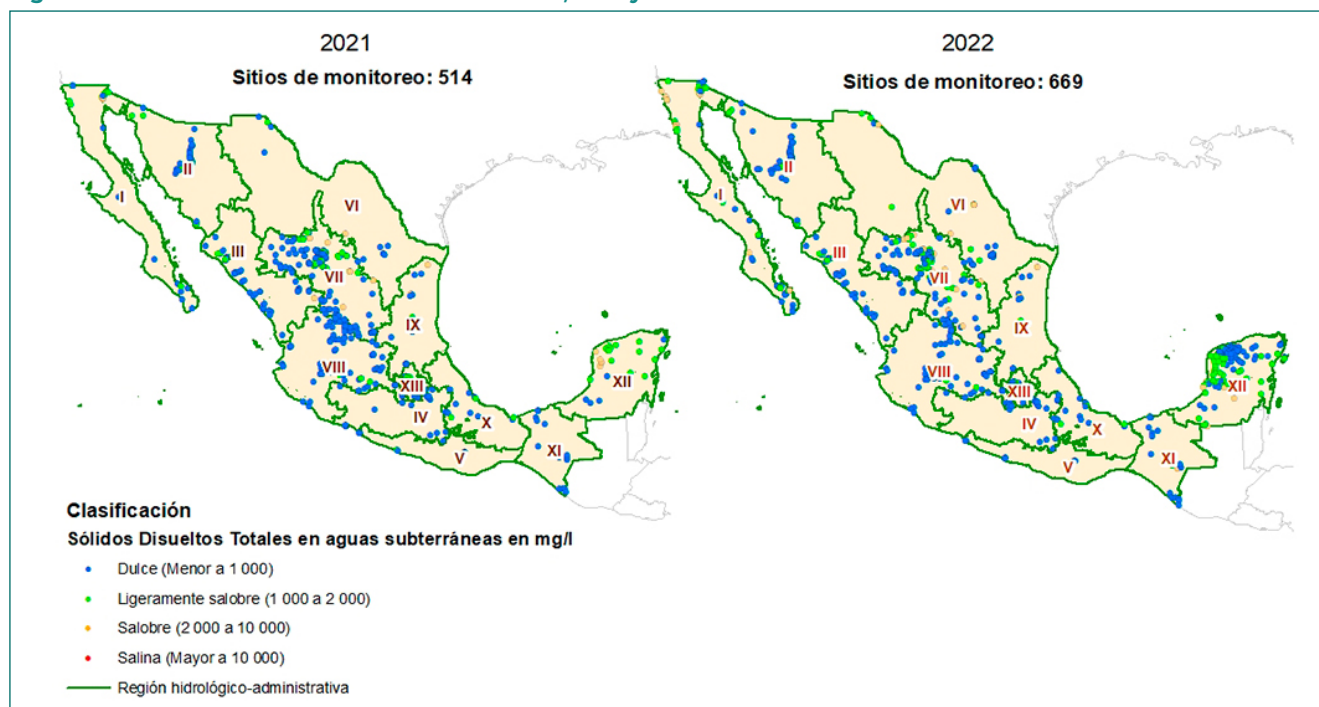 2021
Sitios de monitoreo: 514
I
II
III
VI
VII
IX
VIII
XIII
IV
X
XII
V
XI
2022
Sitios de monitoreo: 669
I
II
III
VI
VII
IX
VIII
XIII
IV
X
XII
V
XI
Clasificación
Sólidos Disueltos Totales en aguas subterráneas en mg/l
Dulce (Menor a 1 000)
Ligeramente salobre (1 000 a 2 000)
Salobre (2 000 a 10 000)
Salina (Mayor a 10 000)
Región hidrológico-administrativa